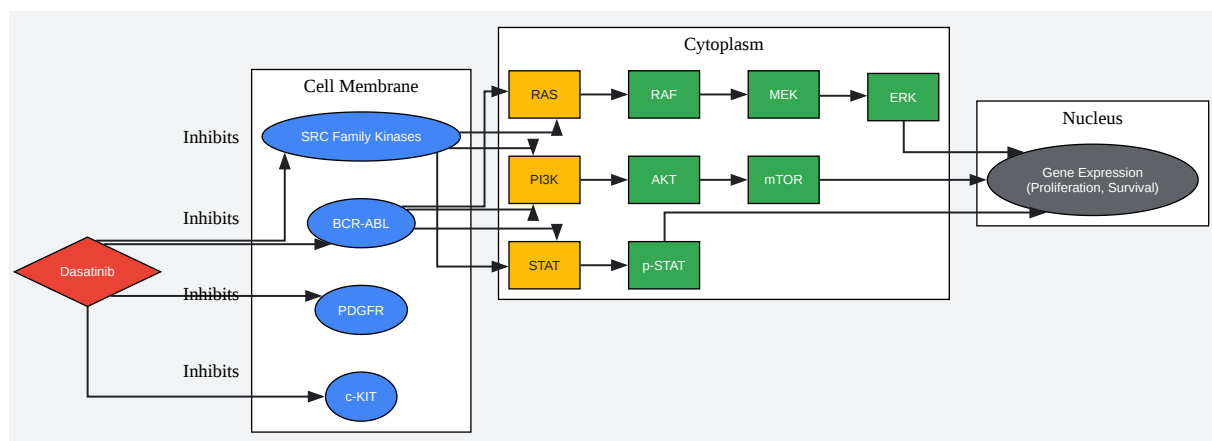 Cytoplasm
Cell Membrane
RAS
RAF
MEK
ERK
Nucleus
Inhibits
SRC Family Kinases
PI3K
AKT
mTOR
Gene Expression
(Proliferation, Survival)
Inhibits
BCR-ABL
STAT
p-STAT
Dasatinib
Inhibits
PDGFR
Inhibits
c-KIT